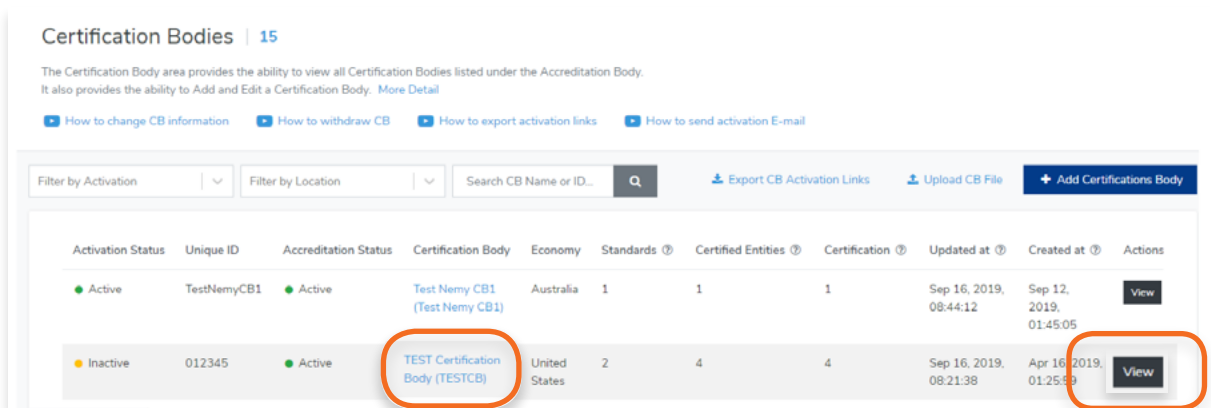 Certification Bodies | 15
The Certification Body area provides the ability to view all Certification Bodies listed under the Accreditation Body.
It also provides the ability to Add and Edit a Certification Body. More Detail
How to change CB information How to withdraw CB How to export activation links How to send activation E-mail
Filter by Activation Filter by Location Search CB Name or ID... Export CB Activation Links Upload CB File + Add Certifications Body
Activation Status Unique ID Accreditation Status Certification Body Economy Standards ? Certified Entities ? Certification ? Updated at ? Created at ? Actions
Active TestNemyCB1 Active Test Nemy CB1 Australia 1 1 1 Sep 16, 2019, Sep 12, View
(Test Nemy CB1) 08:44:12 2019,
01:45:05
Inactive 012345 Active TEST Certification United 2 4 4 Sep 16, 2019, Apr 16, 2019, View
Body (TESTCB) States 08:21:38 01:25:59